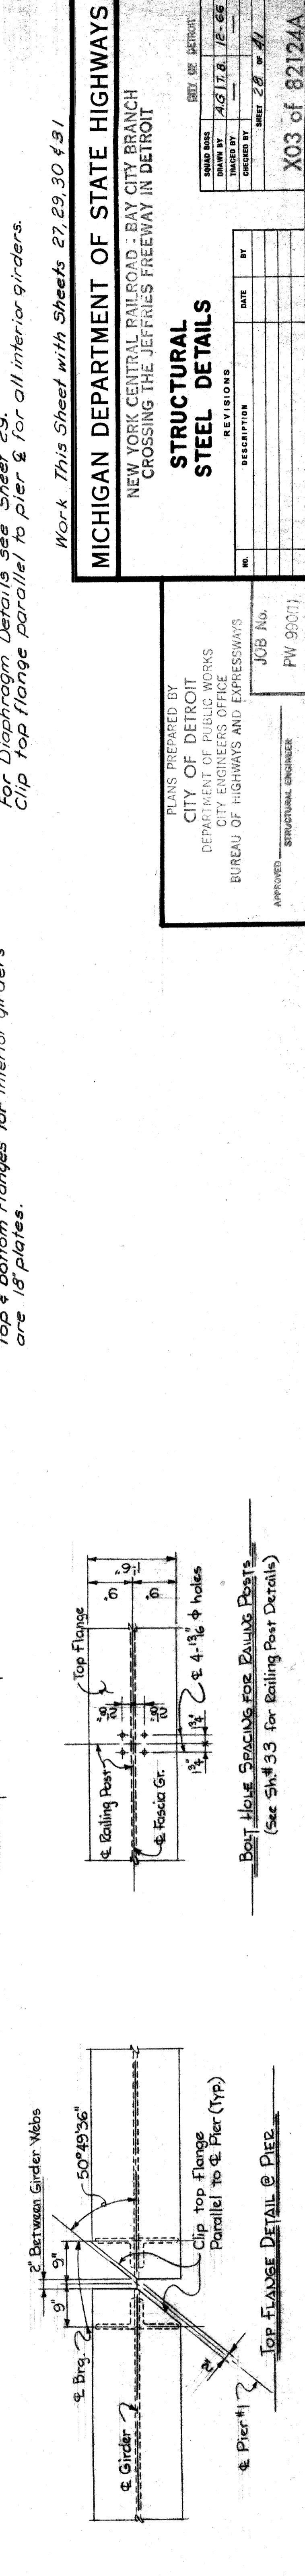 2" Between Girder Webs
9"
9"
50°49'36"
℄ Brg.
℄ Girder
Clip top flange
Parallel to ℄ Pier (Typ.)
2"
℄ Pier #1
TOP FLANGE DETAIL @ PIER
Top Flange
℄ Railing Post
℄ Fascia Gr.
9"
9"
℄ 4-13/16" ϕ holes
1¾"
1¾"
BOLT HOLE SPACING FOR RAILING POSTS
(See Sh.#33 for Railing Post Details)
Top & bottom flanges for interior girders
are 18" plates.
For Diaphragm Details see Sheet 29.
Clip top flange parallel to pier ℄ for all interior girders.
Work This Sheet with Sheets 27,29,30 & 31
PLANS PREPARED BY
CITY OF DETROIT
DEPARTMENT OF PUBLIC WORKS
CITY ENGINEERS OFFICE
BUREAU OF HIGHWAYS AND EXPRESSWAYS
APPROVED
STRUCTURAL ENGINEER
JOB No.
PW 990(1)
MICHIGAN DEPARTMENT OF STATE HIGHWAYS
NEW YORK CENTRAL RAILROAD - BAY CITY BRANCH
CROSSING THE JEFFRIES FREEWAY IN DETROIT
STRUCTURAL
STEEL DETAILS
REVISIONS
NO.
DESCRIPTION
DATE
BY
CITY OF DETROIT
SQUAD BOSS
DRAWN BY A.G|T.B. 12-66
TRACED BY
CHECKED BY
SHEET 28 OF 41
X03 of 82124A